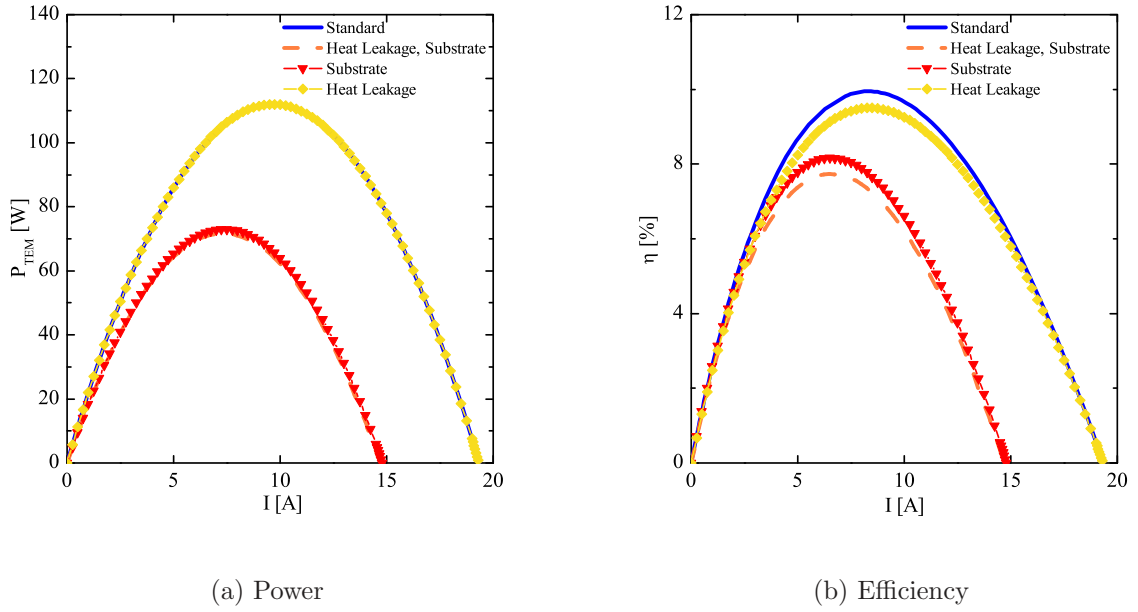 140
120
100
80
60
40
20
0
P_TEM [W]
Standard
Heat Leakage, Substrate
Substrate
Heat Leakage
0 5 10 15 20
I [A]
(a) Power
12
8
4
0
η [%]
Standard
Heat Leakage, Substrate
Substrate
Heat Leakage
0 5 10 15 20
I [A]
(b) Efficiency